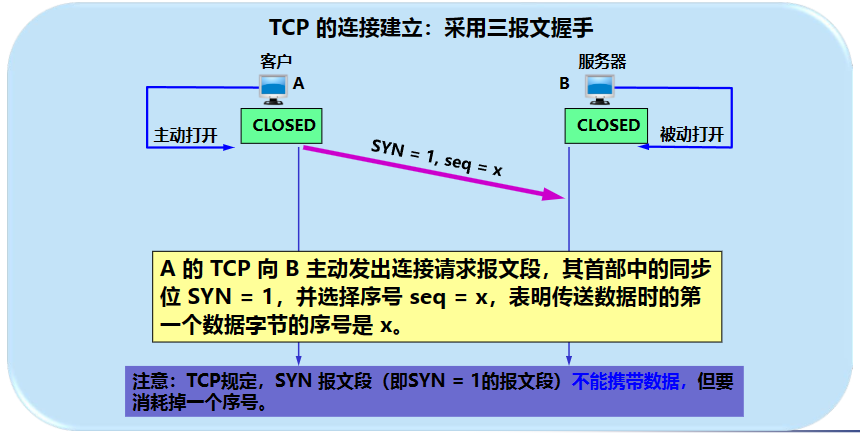 TCP 的连接建立：采用三报文握手
客户
服务器
A
B
CLOSED
CLOSED
主动打开
被动打开
SYN = 1, seq = x
A 的 TCP 向 B 主动发出连接请求报文段，其首部中的同步
位 SYN = 1，并选择序号 seq = x，表明传送数据时的第
一个数据字节的序号是 x。
注意：TCP规定，SYN 报文段（即SYN = 1的报文段）不能携带数据，但要
消耗掉一个序号。